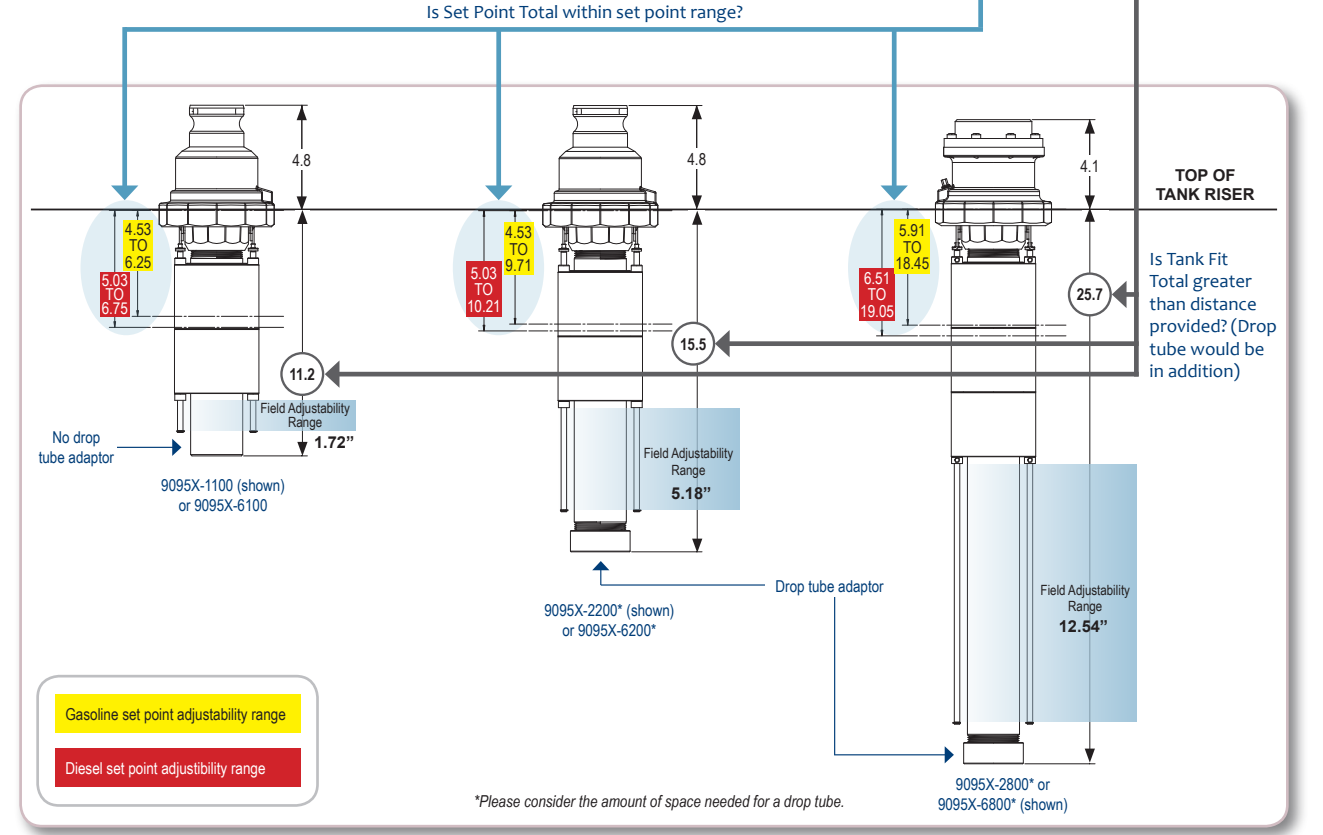 Is Set Point Total within set point range?
4.8
4.8
4.1
TOP OF
TANK RISER
4.53
TO
6.25
5.03
TO
6.75
4.53
TO
9.71
5.03
TO
10.21
5.91
TO
18.45
6.51
TO
19.05
25.7
Is Tank Fit
Total greater
than distance
provided? (Drop
tube would be
in addition)
15.5
11.2
Field Adjustability
Range
1.72”
No drop
tube adaptor
9095X-1100 (shown)
or 9095X-6100
Field Adjustability
Range
5.18”
Drop tube adaptor
9095X-2200* (shown)
or 9095X-6200*
Field Adjustability
Range
12.54”
Gasoline set point adjustability range
Diesel set point adjustibility range
*Please consider the amount of space needed for a drop tube.
9095X-2800* or
9095X-6800* (shown)